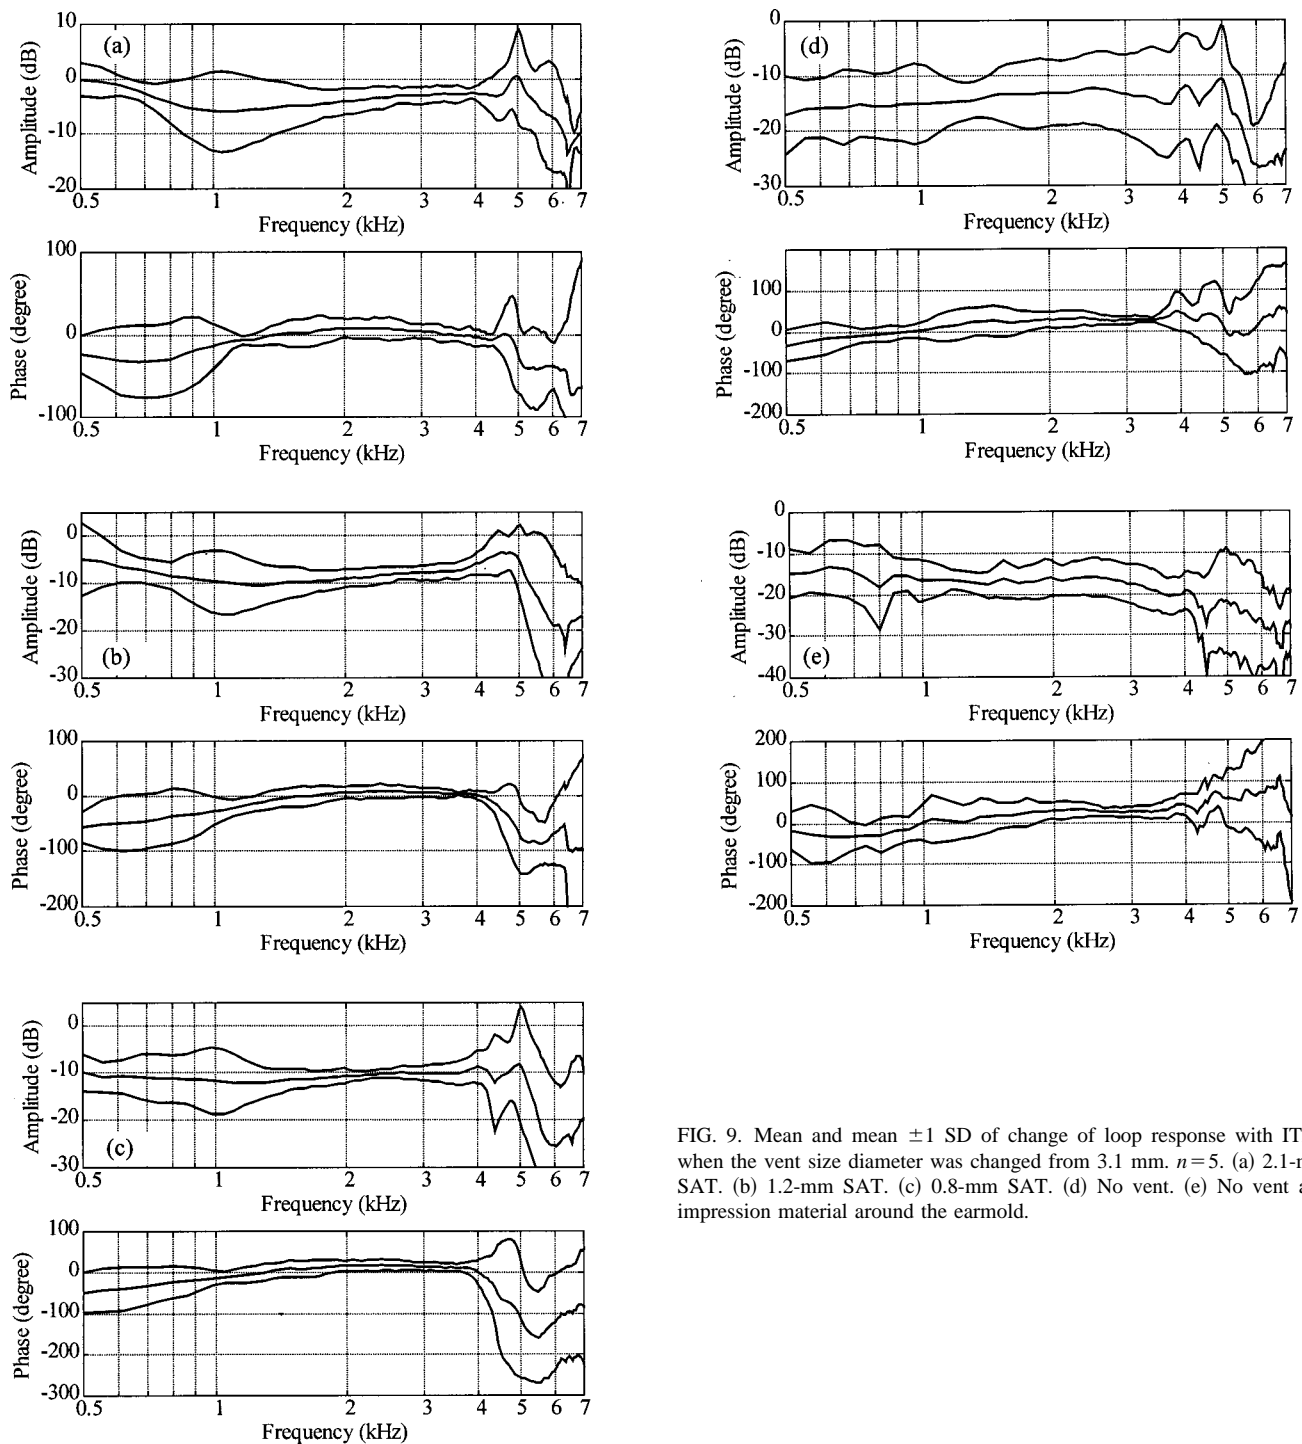 10
0
-10
-20
Amplitude (dB)
(a)
0.5 1 2 3 4 5 6 7
Frequency (kHz)
100
0
-100
Phase (degree)
0.5 1 2 3 4 5 6 7
Frequency (kHz)
0
-10
-20
-30
Amplitude (dB)
(b)
0.5 1 2 3 4 5 6 7
Frequency (kHz)
100
0
-100
-200
Phase (degree)
0.5 1 2 3 4 5 6 7
Frequency (kHz)
0
-10
-20
-30
Amplitude (dB)
(c)
0.5 1 2 3 4 5 6 7
Frequency (kHz)
100
0
-100
-200
-300
Phase (degree)
0.5 1 2 3 4 5 6 7
Frequency (kHz)
0
-10
-20
-30
Amplitude (dB)
(d)
0.5 1 2 3 4 5 6 7
Frequency (kHz)
100
0
-100
-200
Phase (degree)
0.5 1 2 3 4 5 6 7
Frequency (kHz)
0
-10
-20
-30
-40
Amplitude (dB)
(e)
0.5 1 2 3 4 5 6 7
Frequency (kHz)
200
100
0
-100
-200
Phase (degree)
0.5 1 2 3 4 5 6 7
Frequency (kHz)
FIG. 9. Mean and mean ±1 SD of change of loop response with
when the vent size diameter was changed from 3.1 mm. n=5. (a)
SAT. (b) 1.2-mm SAT. (c) 0.8-mm SAT. (d) No vent. (e) No vent
impression material around the earmold.